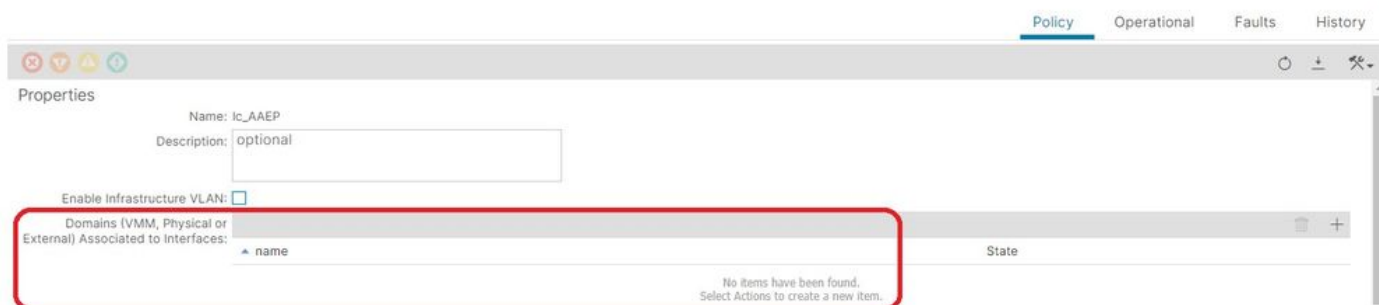 Policy Operational Faults History
Properties
Name: lc_AAEP
Description: optional
Enable Infrastructure VLAN:
Domains (VMM, Physical or
External) Associated to Interfaces:
name State
No items have been found.
Select Actions to create a new item.